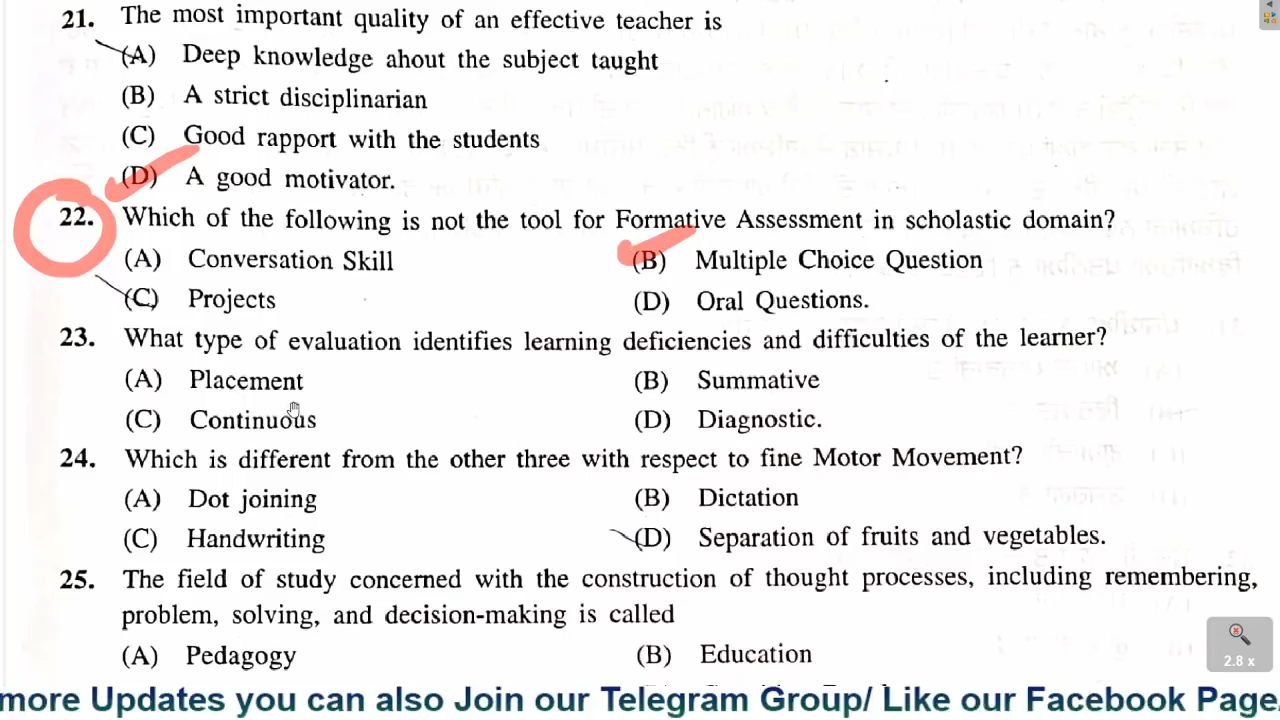 21. The most important quality of an effective teacher is
(A) Deep knowledge ahout the subject taught
(B) A strict disciplinarian
(C) Good rapport with the students
(D) A good motivator.
22. Which of the following is not the tool for Formative Assessment in scholastic domain?
(A) Conversation Skill (B) Multiple Choice Question
(C) Projects (D) Oral Questions.
23. What type of evaluation identifies learning deficiencies and difficulties of the learner?
(A) Placement (B) Summative
(C) Continuous (D) Diagnostic.
24. Which is different from the other three with respect to fine Motor Movement?
(A) Dot joining (B) Dictation
(C) Handwriting (D) Separation of fruits and vegetables.
25. The field of study concerned with the construction of thought processes, including remembering,
problem, solving, and decision-making is called
(A) Pedagogy (B) Education
2.8 x
more Updates you can also Join our Telegram Group/ Like our Facebook Page/